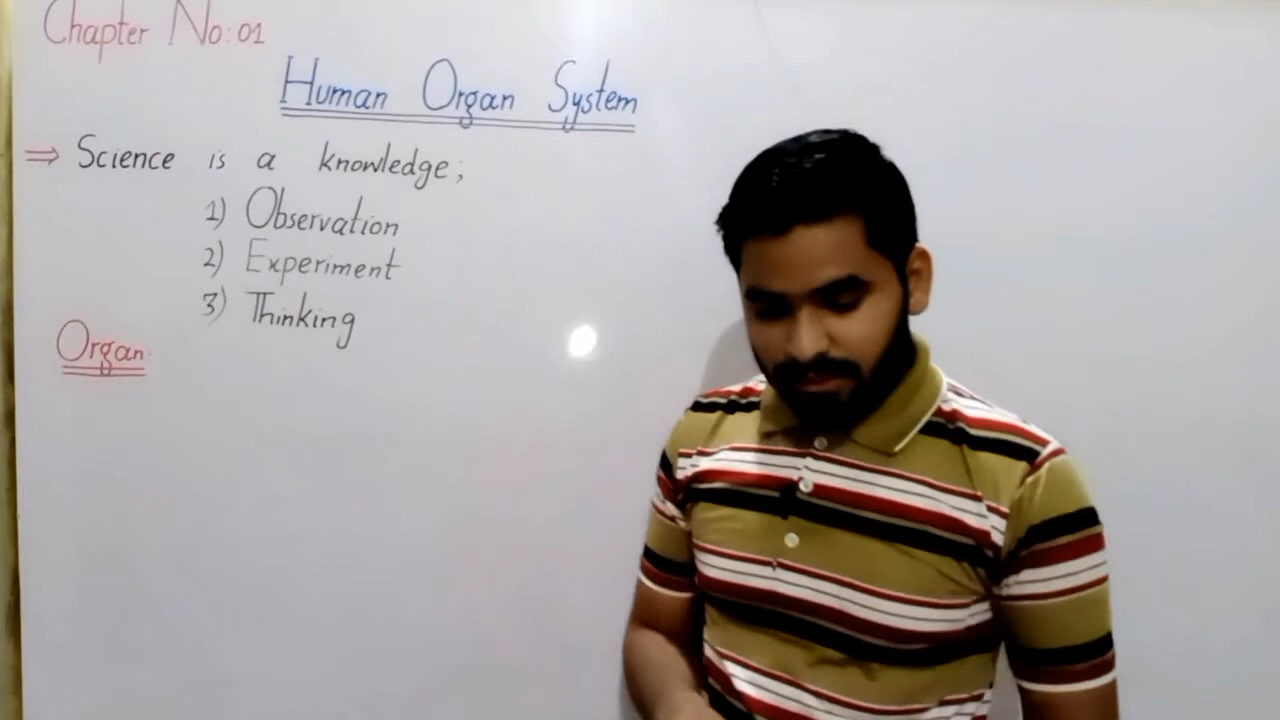 Chapter No:01
Human Organ System
⇒ Science is a knowledge;
1) Observation
2) Experiment
3) Thinking
Organ: